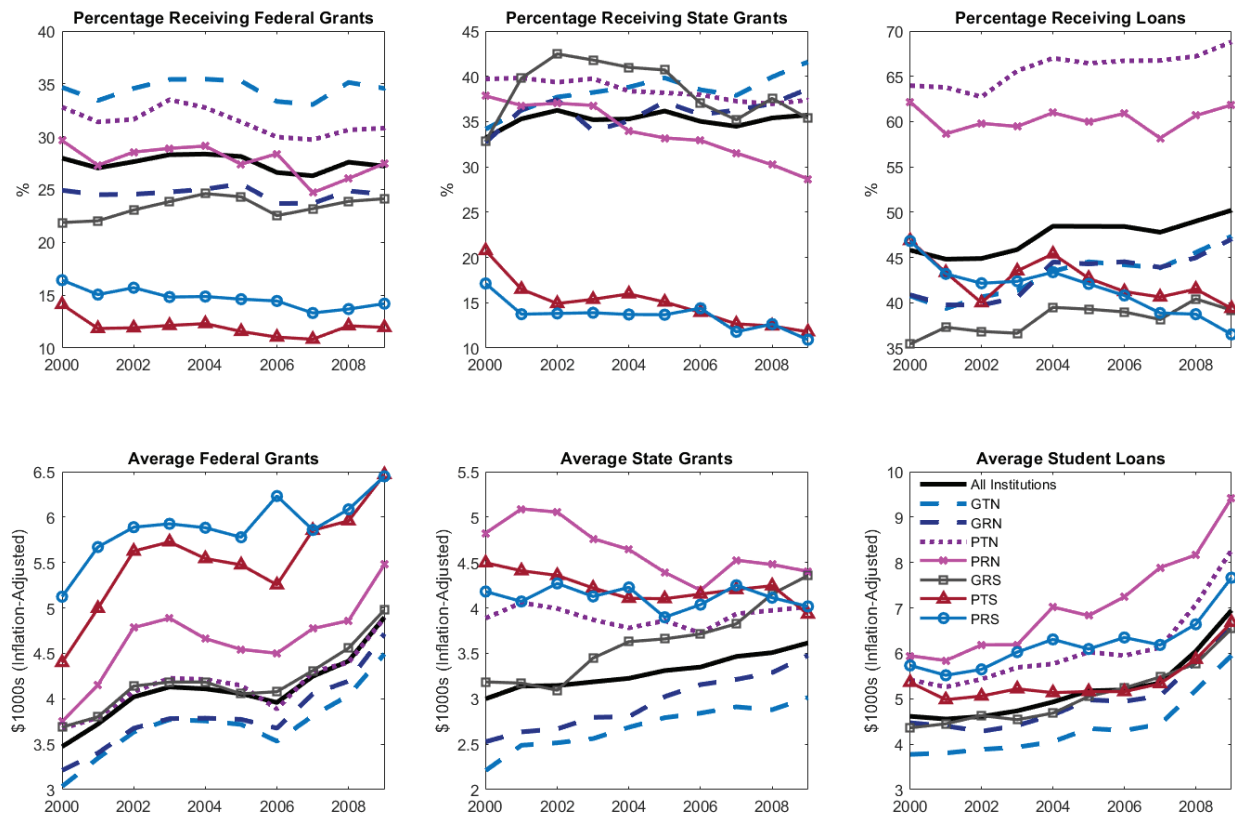 Percentage Receiving Federal Grants
40
35
30
25
20
15
10
%
2000 2002 2004 2006 2008
Percentage Receiving State Grants
45
40
35
30
25
20
15
10
%
2000 2002 2004 2006 2008
Percentage Receiving Loans
70
65
60
55
50
45
40
35
%
2000 2002 2004 2006 2008
Average Federal Grants
6.5
6
5.5
5
4.5
4
3.5
3
$1000s (Inflation-Adjusted)
2000 2002 2004 2006 2008
Average State Grants
5.5
5
4.5
4
3.5
3
2.5
2
$1000s (Inflation-Adjusted)
2000 2002 2004 2006 2008
Average Student Loans
10
9
8
7
6
5
4
3
$1000s (Inflation-Adjusted)
All Institutions
GTN
GRN
PTN
PRN
GRS
PTS
PRS
2000 2002 2004 2006 2008